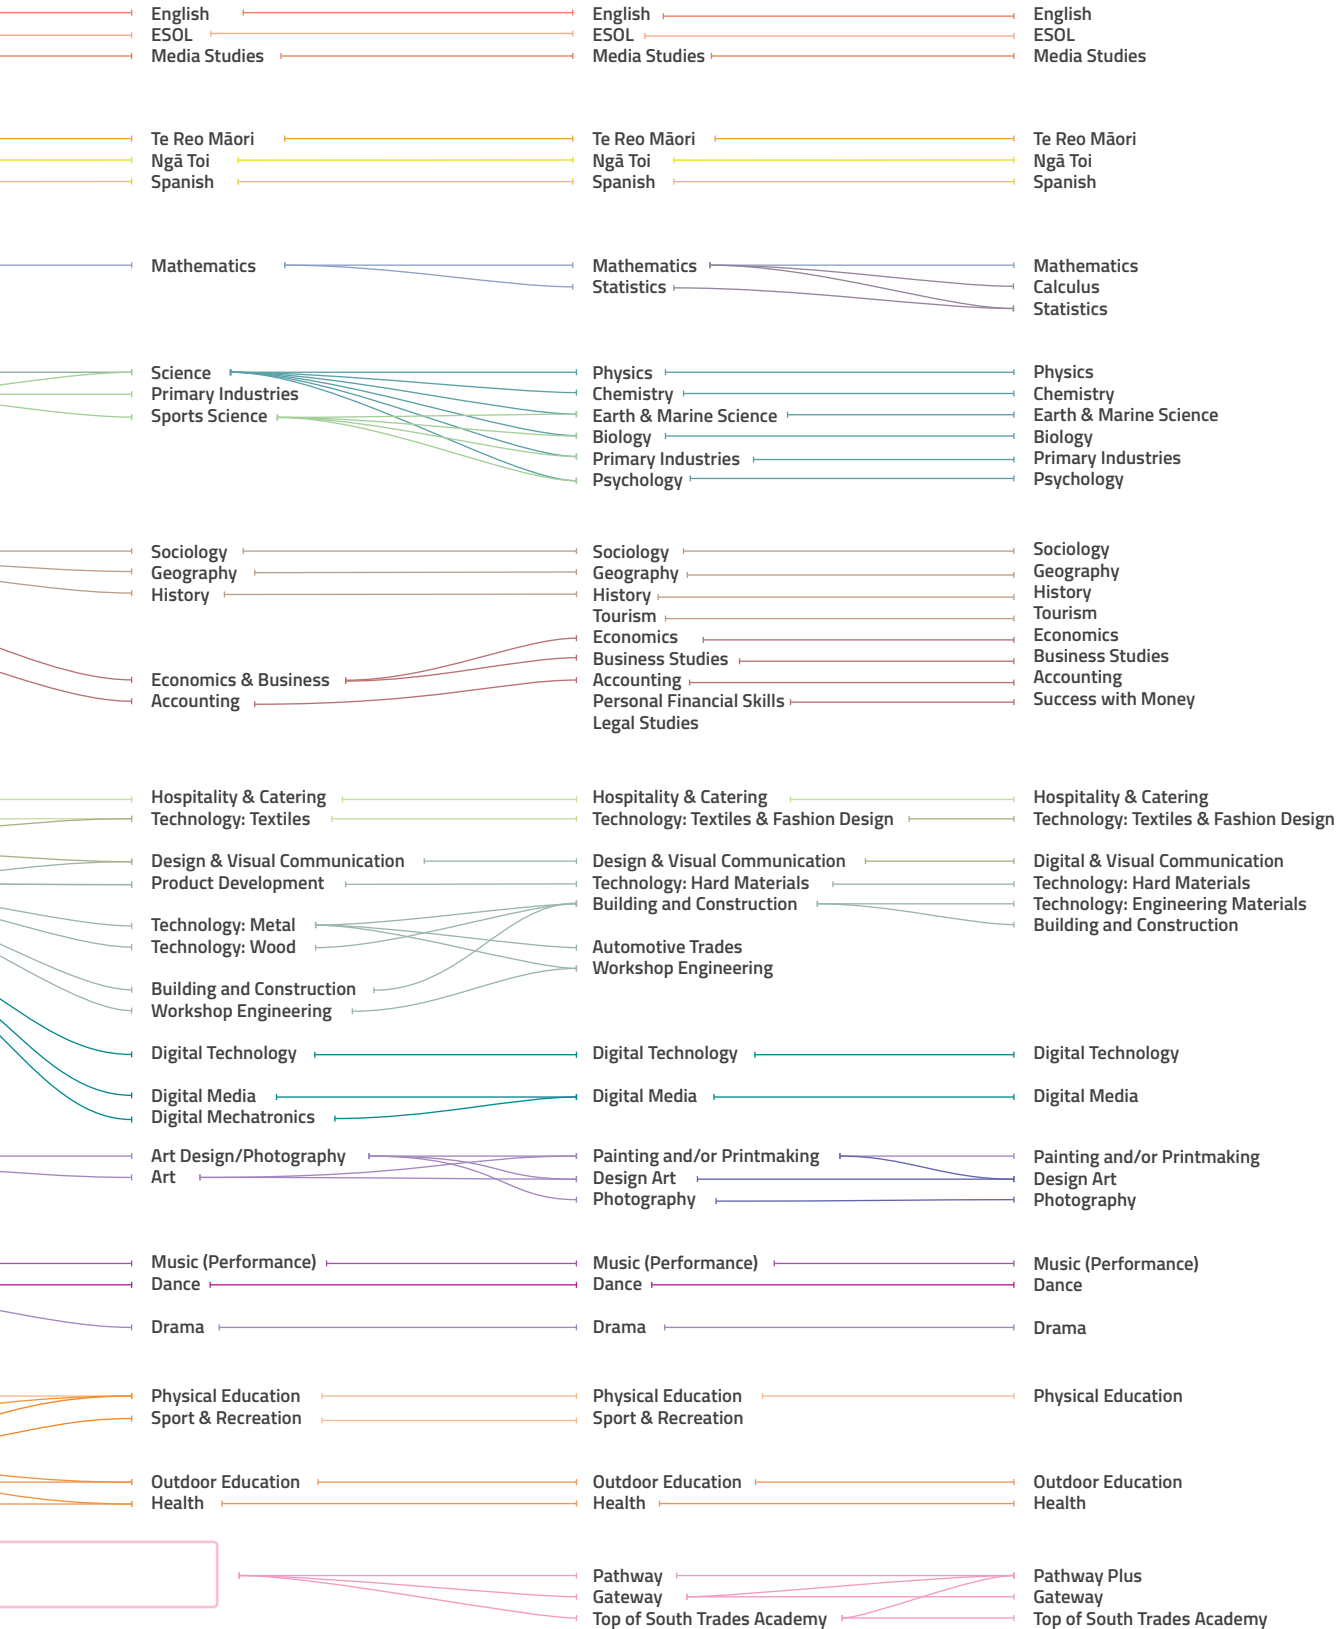 English English English
ESOL ESOL ESOL
Media Studies Media Studies Media Studies
Te Reo Māori Te Reo Māori Te Reo Māori
Ngā Toi Ngā Toi Ngā Toi
Spanish Spanish Spanish
Mathematics Mathematics Mathematics
Statistics Calculus
Statistics
Science Physics Physics
Primary Industries Chemistry Chemistry
Sports Science Earth & Marine Science Earth & Marine Science
Biology Biology
Primary Industries Primary Industries
Psychology Psychology
Sociology Sociology Sociology
Geography Geography Geography
History History History
Tourism Tourism
Economics Economics
Business Studies Business Studies
Economics & Business Accounting Accounting
Accounting Personal Financial Skills Success with Money
Legal Studies
Hospitality & Catering Hospitality & Catering Hospitality & Catering
Technology: Textiles Technology: Textiles & Fashion Design Technology: Textiles & Fashion Design
Design & Visual Communication Design & Visual Communication Digital & Visual Communication
Product Development Technology: Hard Materials Technology: Hard Materials
Building and Construction Technology: Engineering Materials
Technology: Metal Building and Construction
Technology: Wood Automotive Trades
Workshop Engineering
Building and Construction
Workshop Engineering
Digital Technology Digital Technology Digital Technology
Digital Media Digital Media Digital Media
Digital Mechatronics
Art Design/Photography Painting and/or Printmaking Painting and/or Printmaking
Art Design Art Design Art
Photography Photography
Music (Performance) Music (Performance) Music (Performance)
Dance Dance Dance
Drama Drama Drama
Physical Education Physical Education Physical Education
Sport & Recreation Sport & Recreation
Outdoor Education Outdoor Education Outdoor Education
Health Health Health
Pathway Pathway Plus
Gateway Gateway
Top of South Trades Academy Top of South Trades Academy